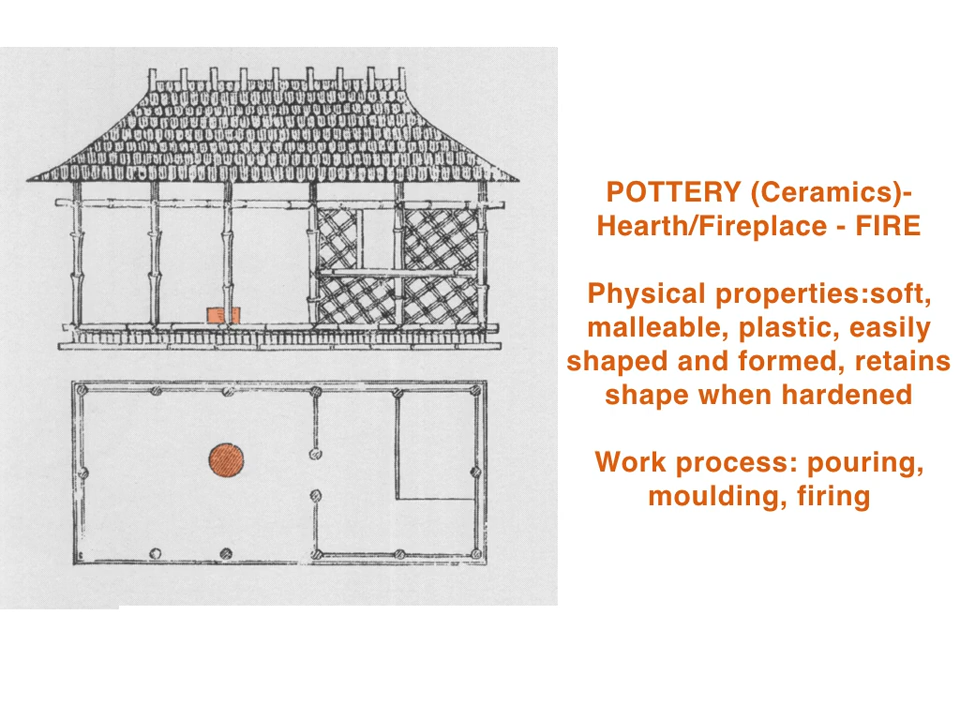 POTTERY (Ceramics)-
Hearth/Fireplace - FIRE
Physical properties:soft,
malleable, plastic, easily
shaped and formed, retains
shape when hardened
Work process: pouring,
moulding, firing